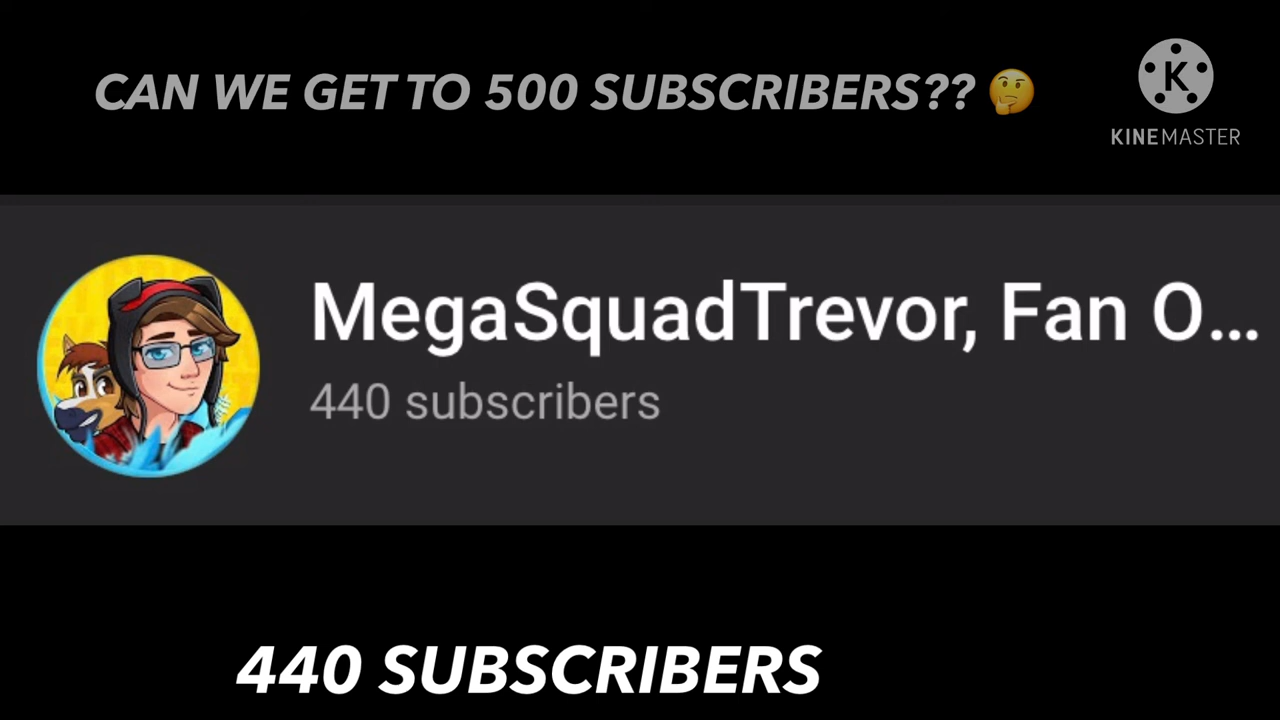 CAN WE GET TO 500 SUBSCRIBERS?? 🤔
K
KINEMASTER
MegaSquadTrevor, Fan O...
440 subscribers
440 SUBSCRIBERS